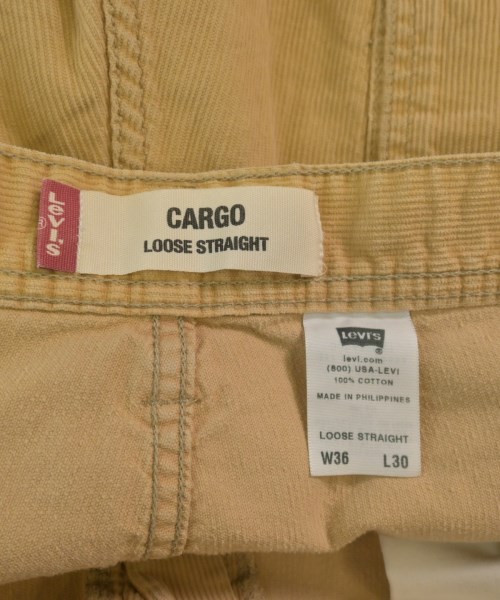 LEVI'S
®
CARGO
LOOSE STRAIGHT
Levi's
®
levi.com
(800) USA-LEVI
100% COTTON
MADE IN PHILIPPINES
LOOSE STRAIGHT
W36 L30